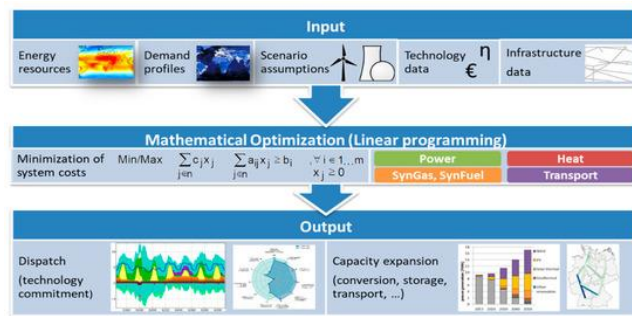 Input
Energy resources
Demand profiles
Scenario assumptions
Technology data
η
€
Infrastructure data
Mathematical Optimization (Linear programming)
Minimization of system costs
Min/Max
∑ cⱼxⱼ
j∈n
∑ aᵢⱼxⱼ ≥ bᵢ
j∈n
,∀ i ∈ 1...m
xⱼ ≥ 0
Power
Heat
SynGas, SynFuel
Transport
Output
Dispatch
(technology commitment)
Capacity expansion
(conversion, storage, transport, ...)